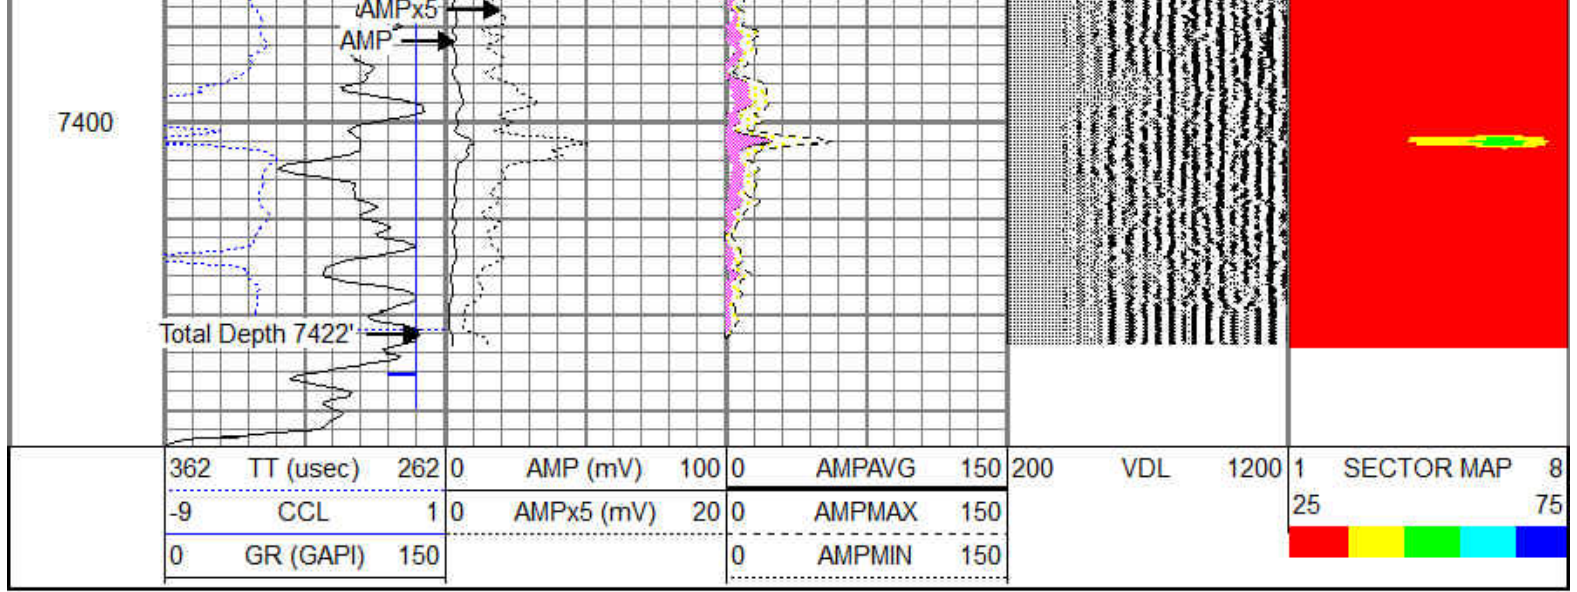 AMPx5
AMP
7400
Total Depth 7422'
362 TT (usec) 262 0 AMP (mV) 100 0 AMPAVG 150 200 VDL 1200 1 SECTOR MAP 8
25 75
-9 CCL 1 0 AMPx5 (mV) 20 0 AMPMAX 150
0 GR (GAPI) 150 0 AMPMIN 150